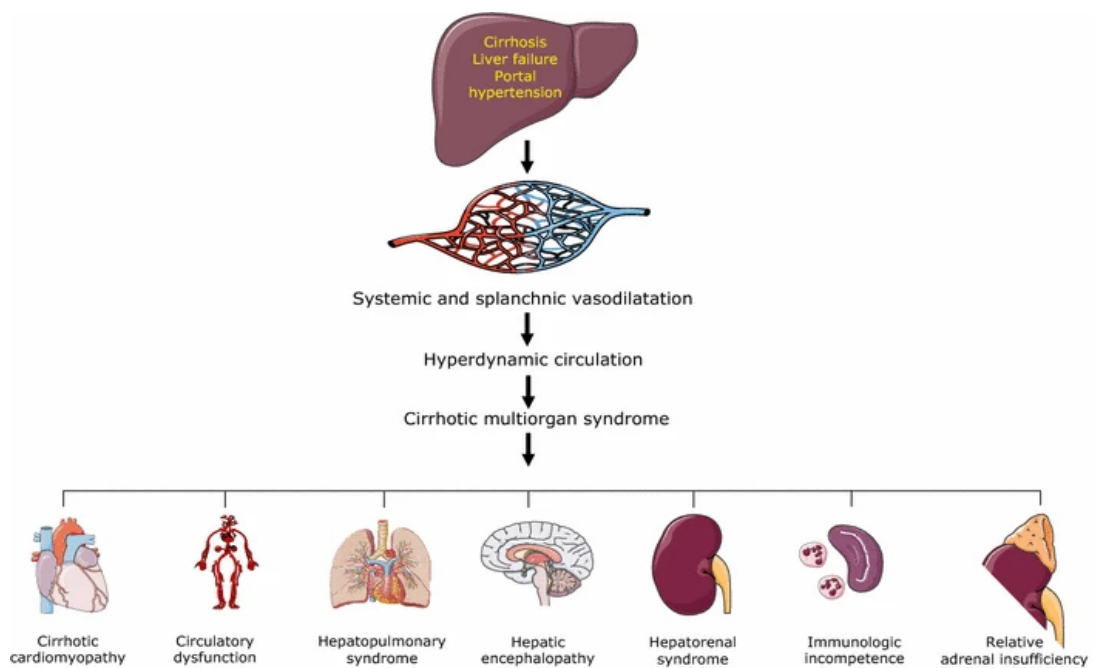 Cirrhosis
Liver failure
Portal
hypertension
Systemic and splanchnic vasodilatation
Hyperdynamic circulation
Cirrhotic multiorgan syndrome
Cirrhotic
cardiomyopathy
Circulatory
dysfunction
Hepatopulmonary
syndrome
Hepatic
encephalopathy
Hepatorenal
syndrome
Immunologic
incompetence
Relative
adrenal insufficiency